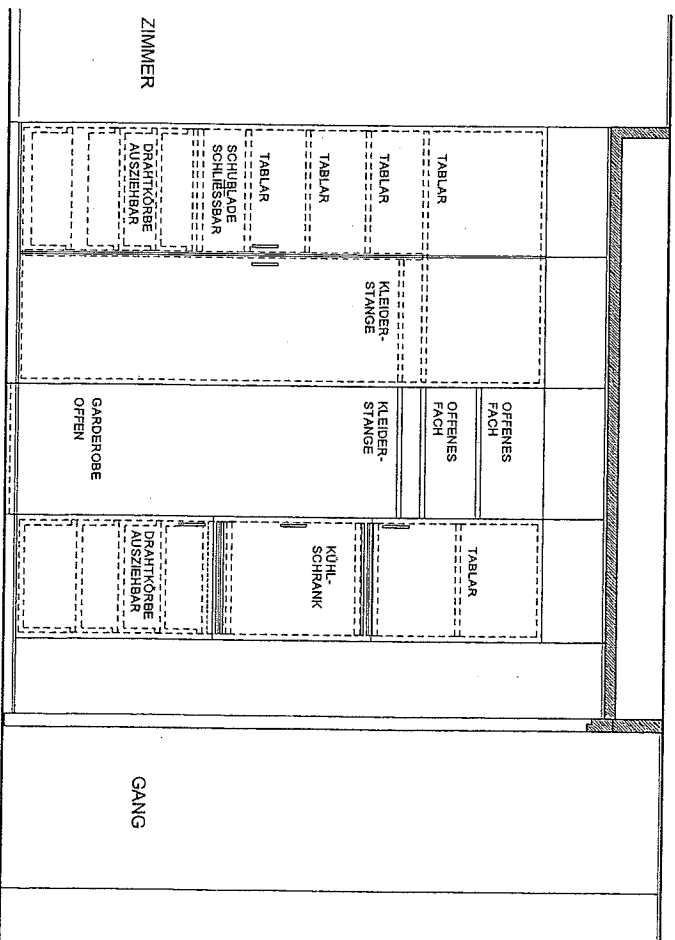 ZIMMER
TABLAR
TABLAR
TABLAR
TABLAR
SCHUBLADE
SCHLIESSBAR
DRAHTKÖRBE
AUSZIEHBAR
KLEIDER-
STANGE
OFFENES
FACH
OFFENES
FACH
KLEIDER-
STANGE
GARDEROBE
OFFEN
TABLAR
KÜHL-
SCHRANK
DRAHTKÖRBE
AUSZIEHBAR
GANG